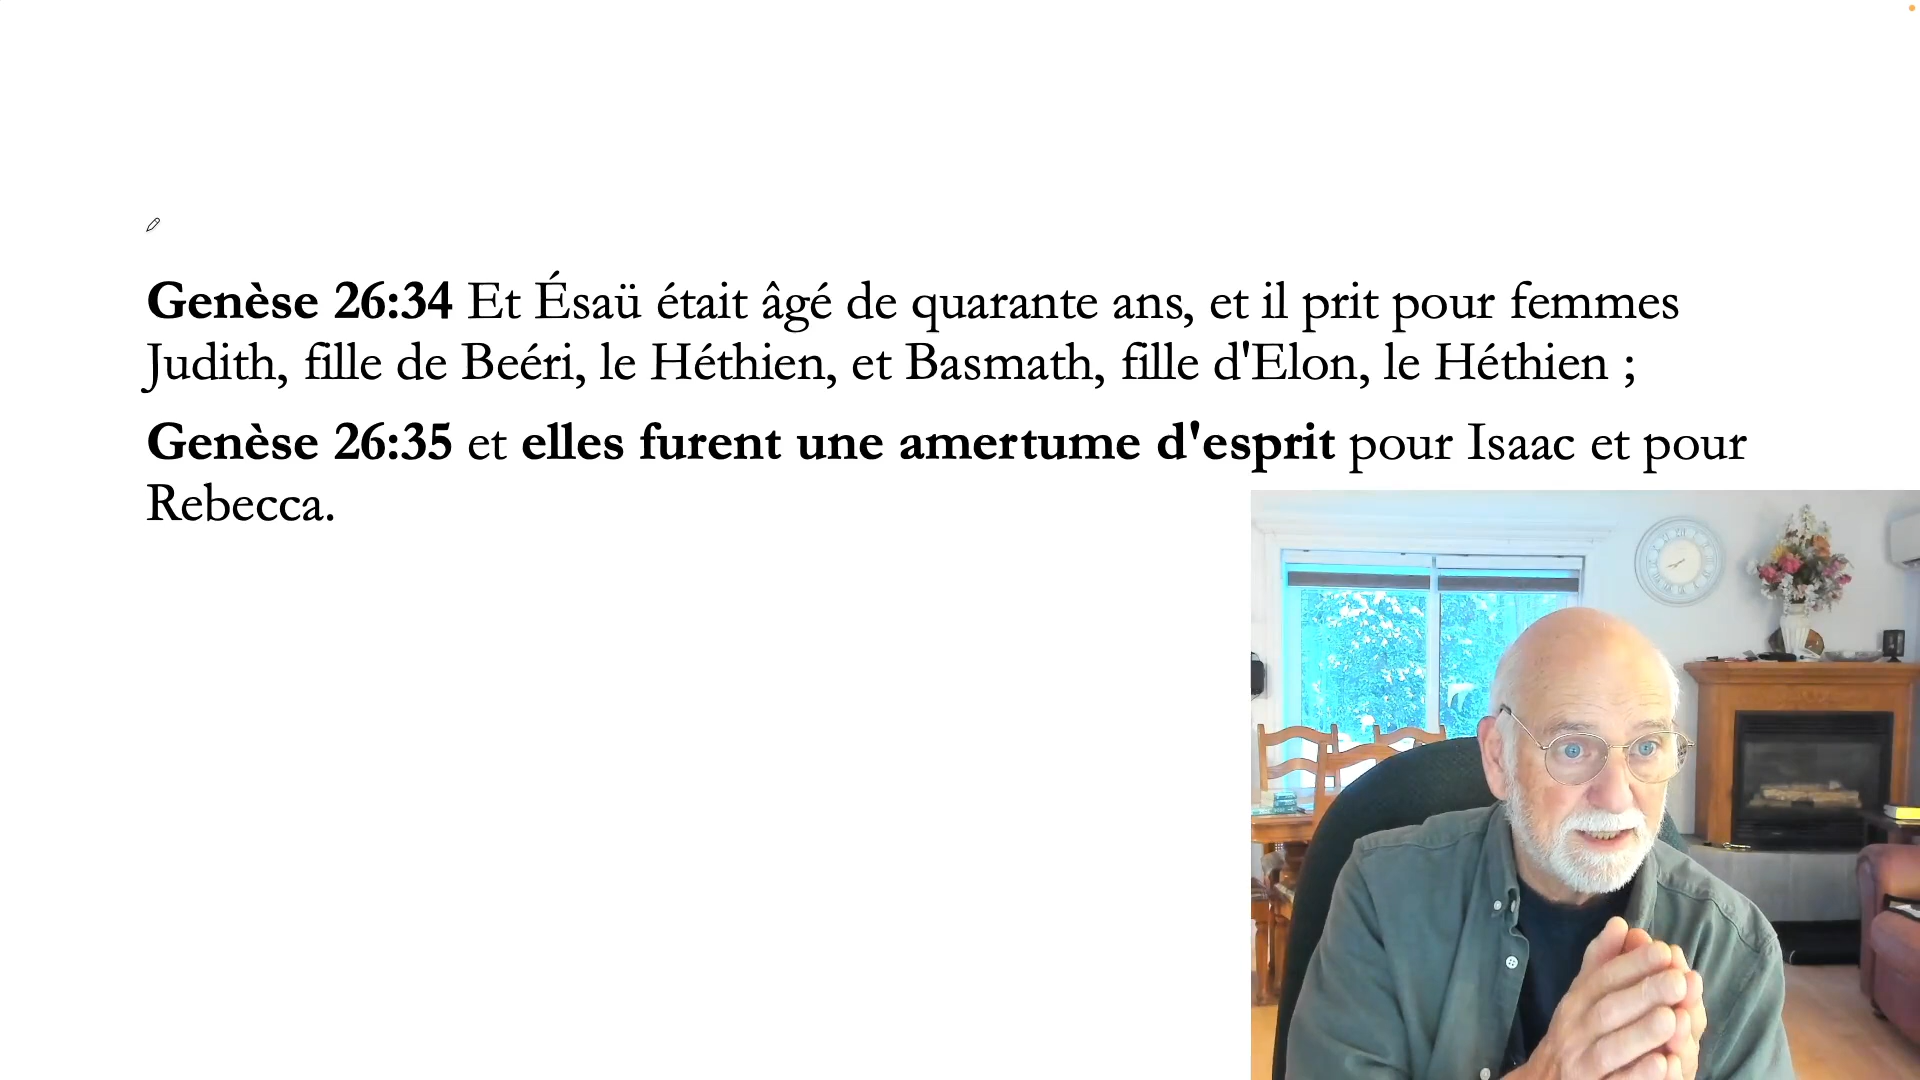 Genèse 26:34 Et Ésaü était âgé de quarante ans, et il prit pour femmes
Judith, fille de Beéri, le Héthien, et Basmath, fille d'Elon, le Héthien ;
Genèse 26:35 et elles furent une amertume d'esprit pour Isaac et pour
Rebecca.